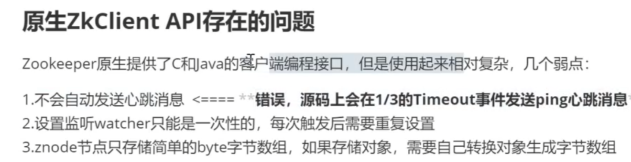 原生ZkClient API存在的问题
Zookeeper原生提供了C和Java的客户端编程接口，但是使用起来相对复杂，几个弱点：
1.不会自动发送心跳消息 <==== **错误，源码上会在1/3的Timeout事件发送ping心跳消息
2.设置监听watcher只能是一次性的，每次触发后需要重复设置
3.znode节点只存储简单的byte字节数组，如果存储对象，需要自己转换对象生成字节数组